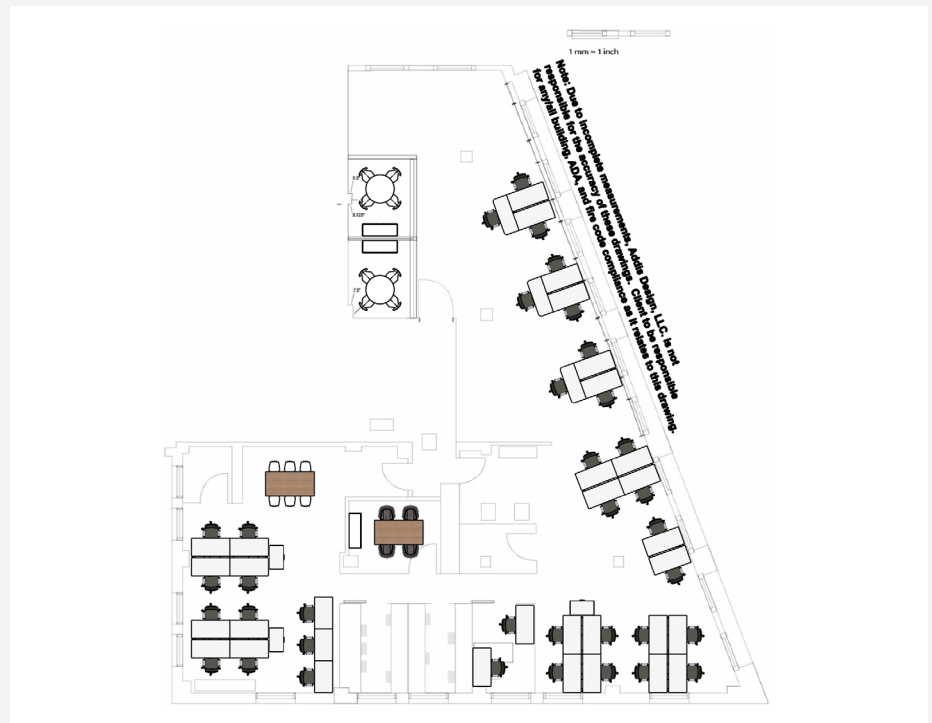 1 mm = 1 inch
Note: Due to incomplete measurements, Addis Design, LLC. is not
responsible for the accuracy of these drawings. Client to be responsible
for any/all building, ADA, and fire code compliance as it relates to this drawing.